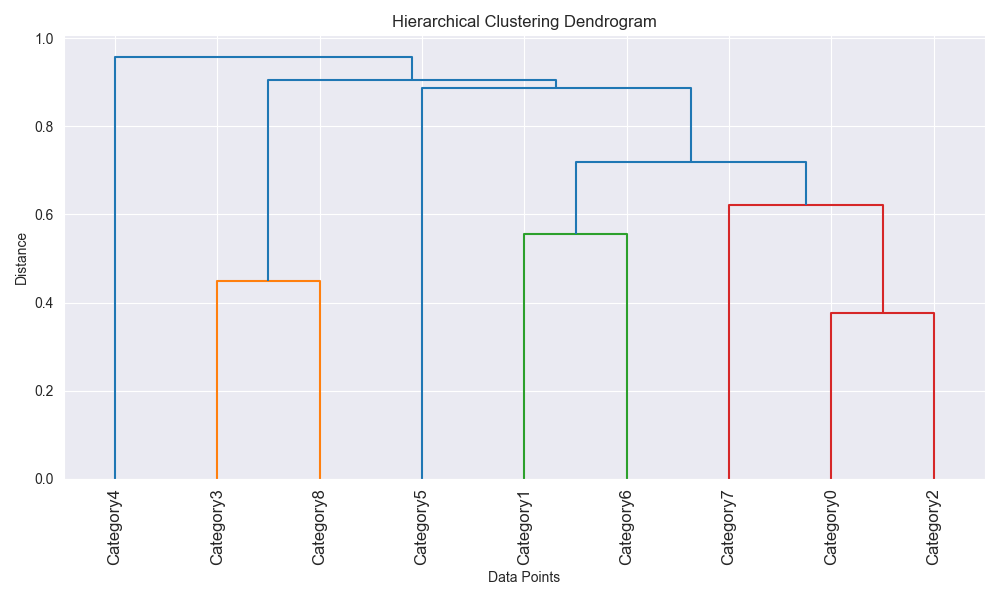 Hierarchical Clustering Dendrogram
1.0
0.8
0.6
0.4
0.2
0.0
Distance
Category4
Category3
Category8
Category5
Category1
Category6
Category7
Category0
Category2
Data Points